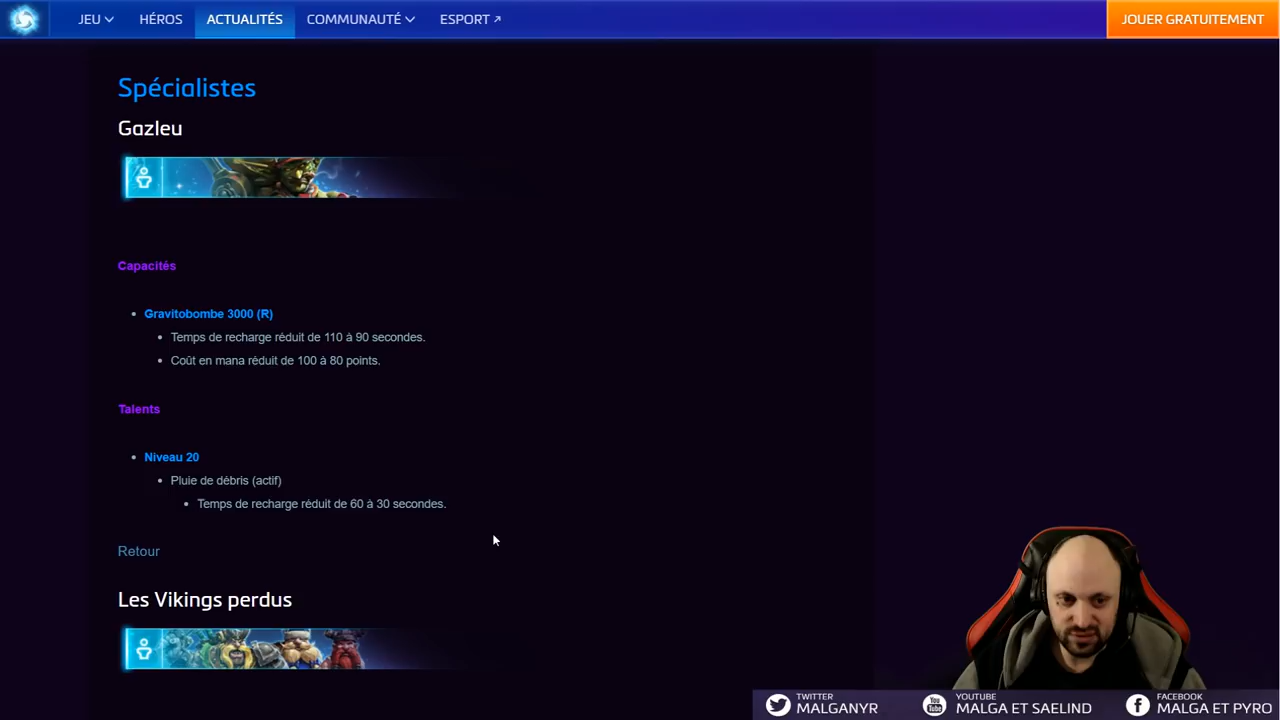 JEU
HÉROS
ACTUALITÉS
COMMUNAUTÉ
ESPORT
JOUER GRATUITEMENT
Spécialistes
Gazleu
Capacités
Gravitobombe 3000 (R)
Temps de recharge réduit de 110 à 90 secondes.
Coût en mana réduit de 100 à 80 points.
Talents
Niveau 20
Pluie de débris (actif)
Temps de recharge réduit de 60 à 30 secondes.
Retour
Les Vikings perdus
TWITTER
MALGANYR
YOUTUBE
MALGA ET SAELIND
FACEBOOK
MALGA ET PYRO